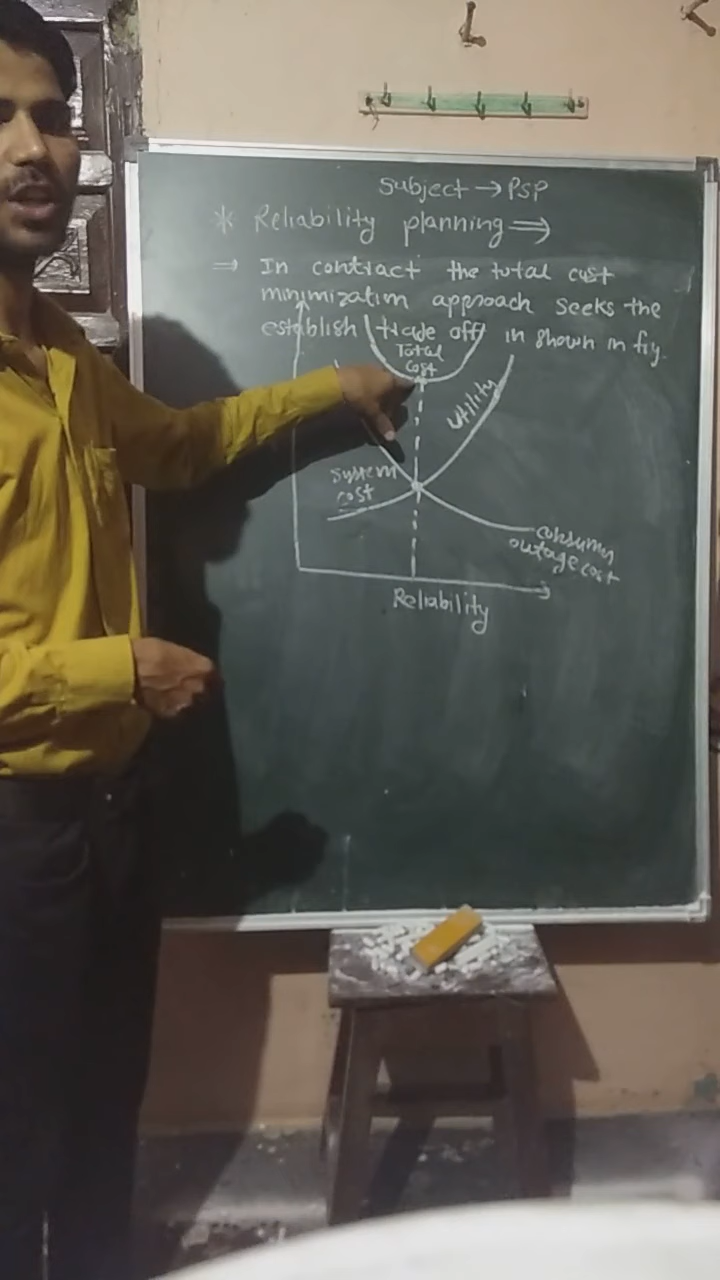 Subject → PSP
* Reliability planning ⇒
⇒ In contract the total cust
minimization approach seeks the
establish trade off in shown in fig.
Total
cost
utility
system
cost
consumer
outage cost
Reliability